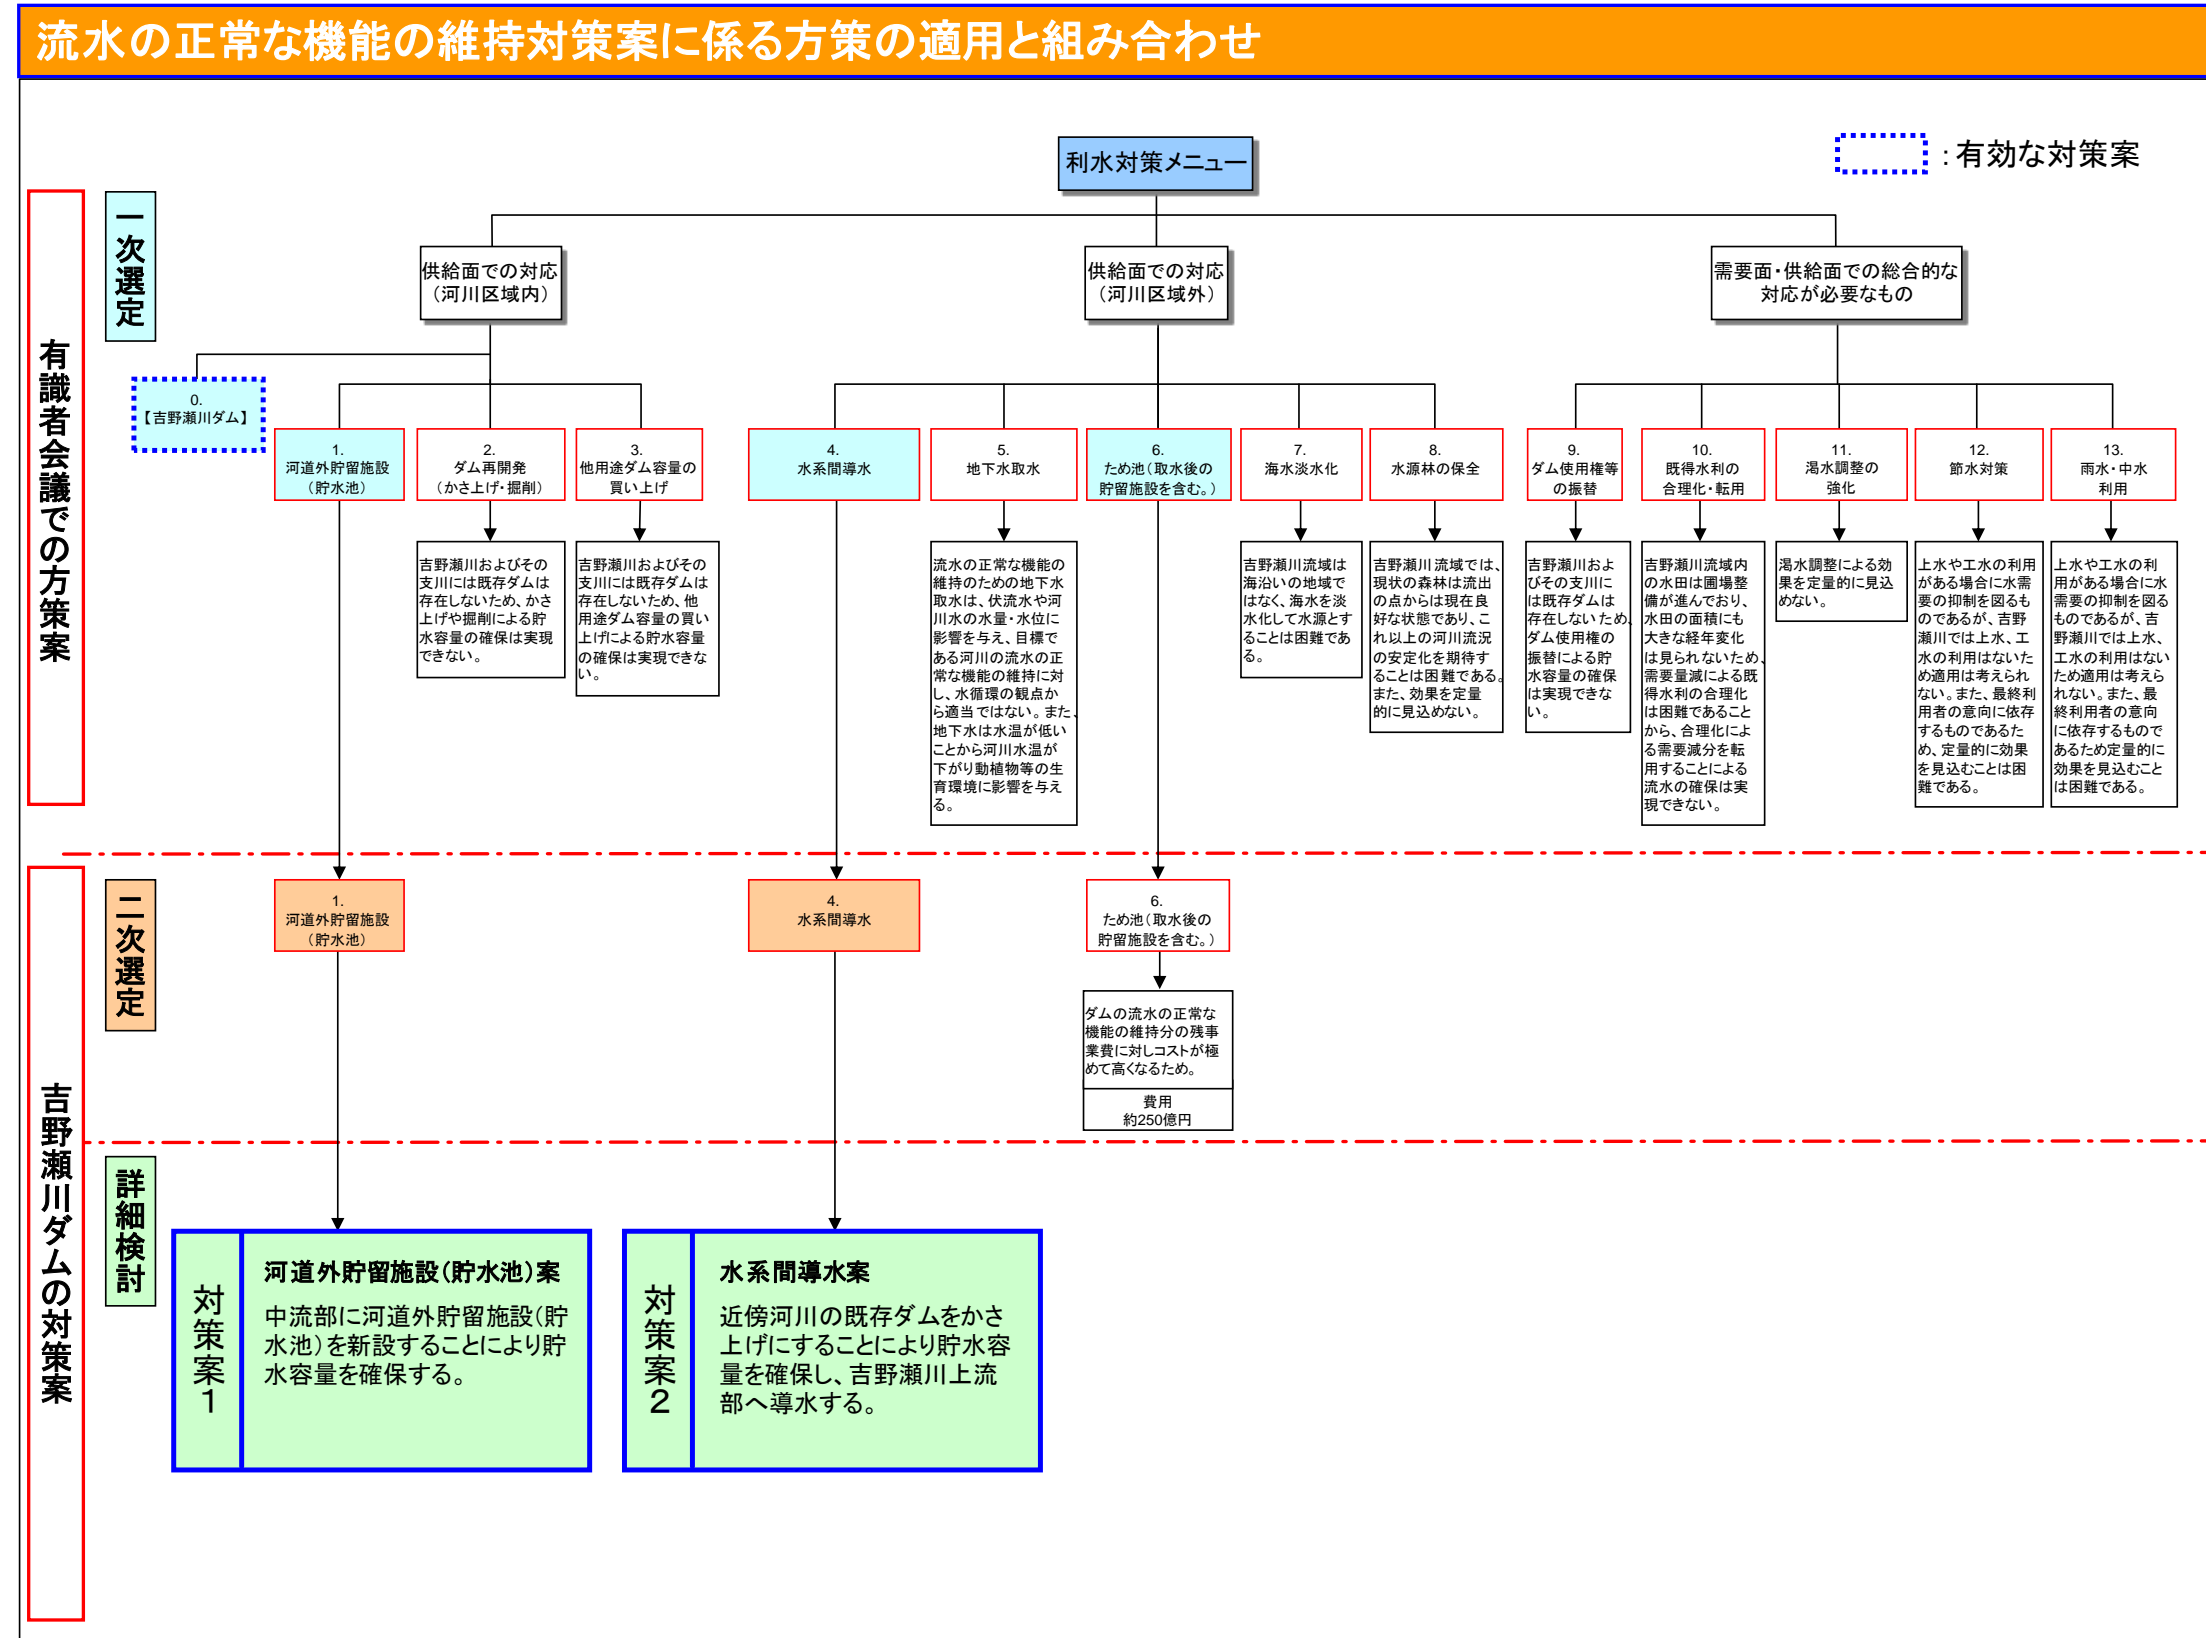 流水の正常な機能の維持対策案に係る方策の適用と組み合わせ
利水対策メニュー
：有効な対策案
有識者会議での方策案
一次選定
供給面での対応
（河川区域内）
供給面での対応
（河川区域外）
需要面・供給面での総合的な
対応が必要なもの
0.
【吉野瀬川ダム】
1.
河道外貯留施設
（貯水池）
2.
ダム再開発
（かさ上げ・掘削）
3.
他用途ダム容量の
買い上げ
4.
水系間導水
5.
地下水取水
6.
ため池（取水後の
貯留施設を含む。）
7.
海水淡水化
8.
水源林の保全
9.
ダム使用権等
の振替
10.
既得水利の
合理化・転用
11.
渇水調整の
強化
12.
節水対策
13.
雨水・中水
利用
吉野瀬川およびその
支川には既存ダムは
存在しないため、かさ
上げや掘削による貯
水容量の確保は実現
できない。
吉野瀬川およびその
支川には既存ダムは
存在しないため、他
用途ダム容量の買い
上げによる貯水容量
の確保は実現できな
い。
流水の正常な機能の
維持のための地下水
取水は、伏流水や河
川水の水量・水位に
影響を与え、目標で
ある河川の流水の正
常な機能の維持に対
し、水循環の観点か
ら適当ではない。また、
地下水は水温が低い
ことから河川水温が
下がり動植物等の生
育環境に影響を与え
る。
吉野瀬川流域は
海沿いの地域で
はなく、海水を淡
水化して水源とす
ることは困難であ
る。
吉野瀬川流域では、
現状の森林は流出
の点からは現在良
好な状態であり、こ
れ以上の河川流況
の安定化を期待す
ることは困難である。
また、効果を定量
的に見込めない。
吉野瀬川およ
びその支川に
は既存ダムは
存在しないため、
ダム使用権の
振替による貯
水容量の確保
は実現できな
い。
吉野瀬川流域内
の水田は圃場整
備が進んでおり、
水田の面積にも
大きな経年変化
は見られないため、
需要量減による既
得水利の合理化
は困難であること
から、合理化によ
る需要減分を転
用することによる
流水の確保は実
現できない。
渇水調整による効
果を定量的に見込
めない。
上水や工水の利用
がある場合に水需
要の抑制を図るも
のであるが、吉野
瀬川では上水、工
水の利用はないた
め適用は考えられ
ない。また、最終利
用者の意向に依存
するものであるた
め、定量的に効果
を見込むことは困
難である。
上水や工水の利
用がある場合に水
需要の抑制を図る
ものであるが、吉
野瀬川では上水、
工水の利用はない
ため適用は考えら
れない。また、最
終利用者の意向
に依存するもので
あるため定量的に
効果を見込むこと
は困難である。
吉野瀬川ダムの対策案
二次選定
1.
河道外貯留施設
（貯水池）
4.
水系間導水
6.
ため池（取水後の
貯留施設を含む。）
ダムの流水の正常な
機能の維持分の残事
業費に対しコストが極
めて高くなるため。
費用
約250億円
詳細検討
対策案1
河道外貯留施設（貯水池）案
中流部に河道外貯留施設（貯
水池）を新設することにより貯
水容量を確保する。
対策案2
水系間導水案
近傍河川の既存ダムをかさ
上げにすることにより貯水容
量を確保し、吉野瀬川上流
部へ導水する。